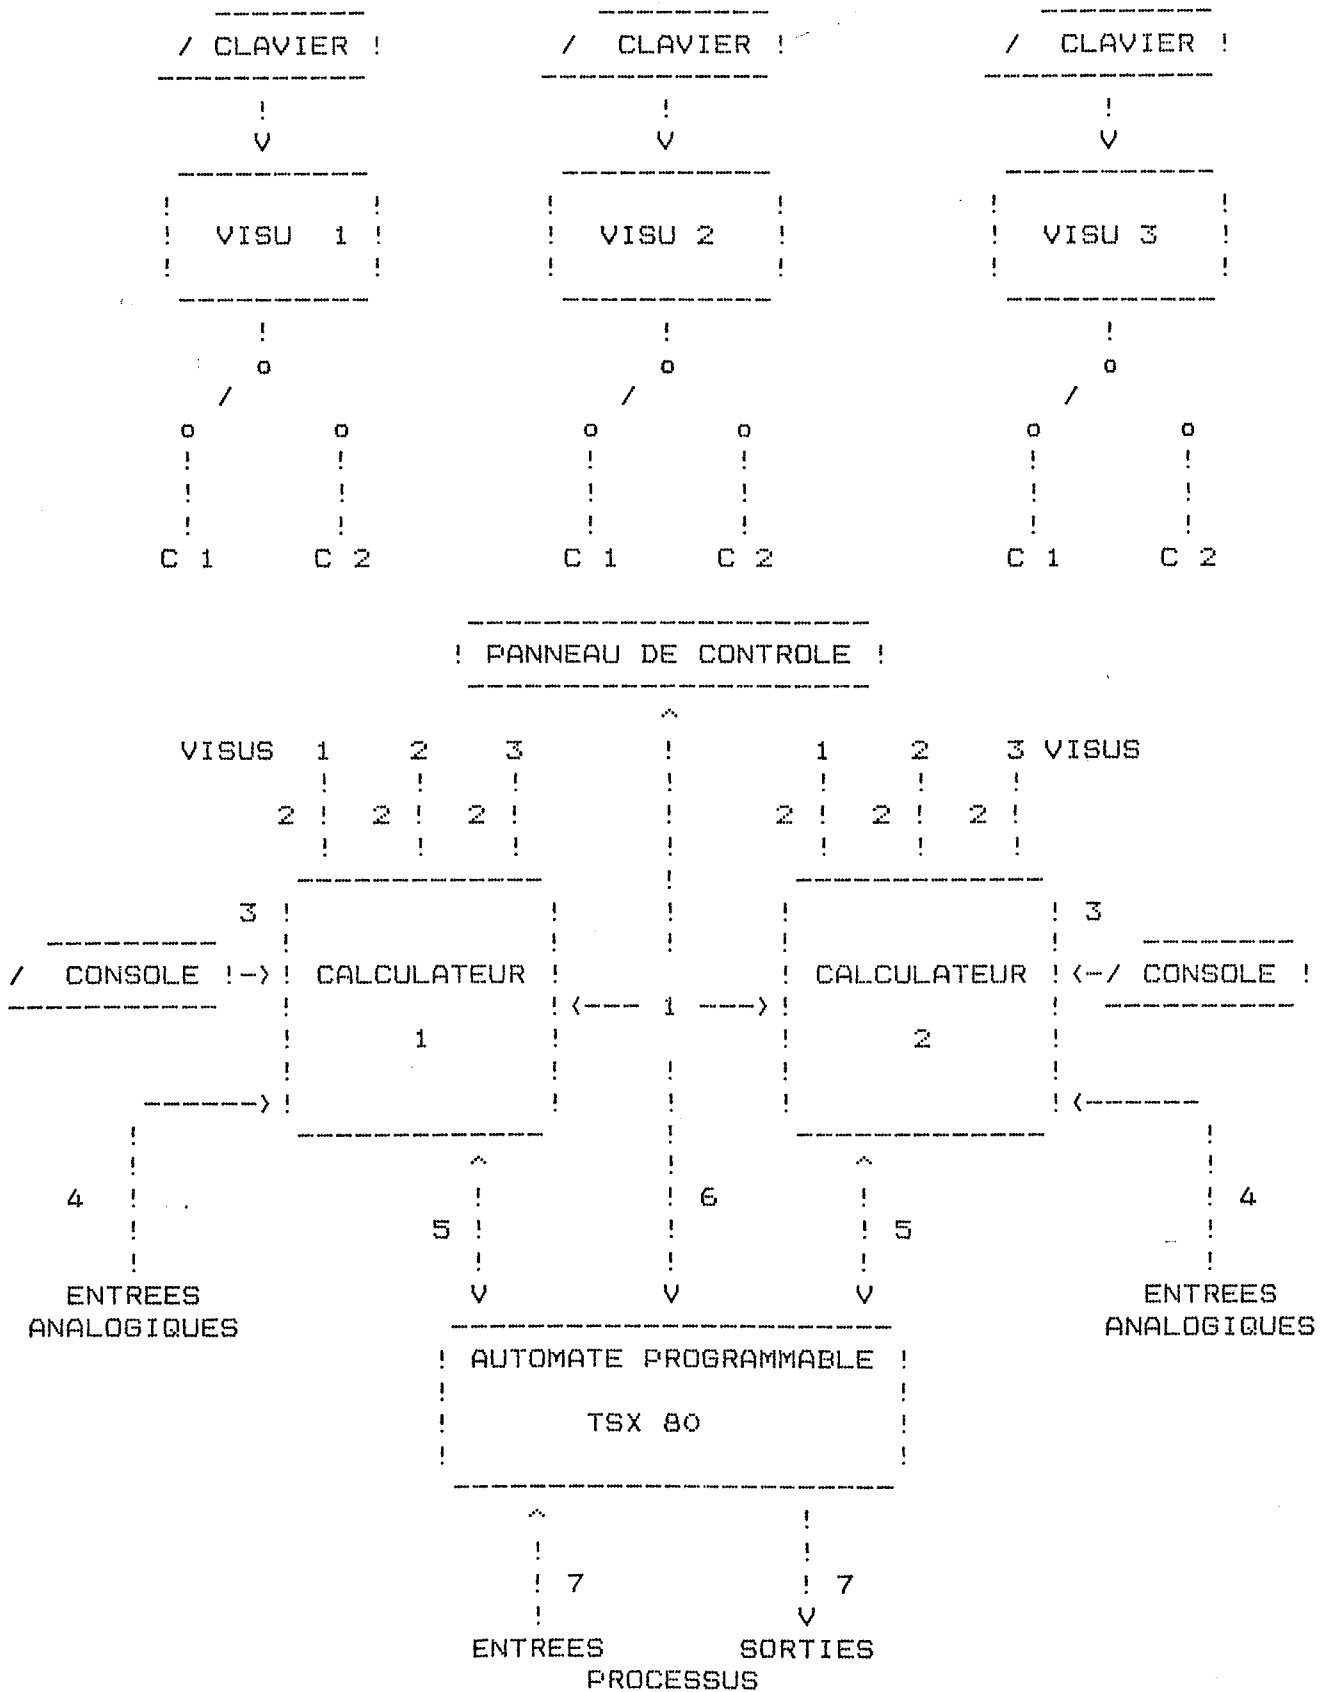 / CLAVIER ! / CLAVIER ! / CLAVIER !
VISU 1 VISU 2 VISU 3
C 1 C 2 C 1 C 2 C 1 C 2
! PANNEAU DE CONTROLE !
VISUS 1 2 3 1 2 3 VISUS
2 2 2 2 2 2
3 3
/ CONSOLE !-> ! CALCULATEUR CALCULATEUR ! <-/ CONSOLE !
<--- 1 --->
1 2
4 6 4
5 5
ENTREES ENTREES
ANALOGIQUES ANALOGIQUES
! AUTOMATE PROGRAMMABLE !
TSX 80
7 7
ENTREES SORTIES
PROCESSUS